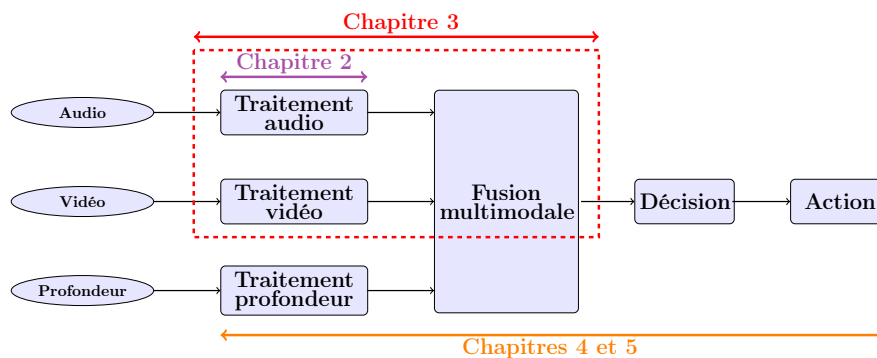 Chapitre 3
Chapitre 2
Audio
Traitement
audio
Vidéo
Traitement
vidéo
Fusion
multimodale
Décision
Action
Profondeur
Traitement
profondeur
Chapitres 4 et 5